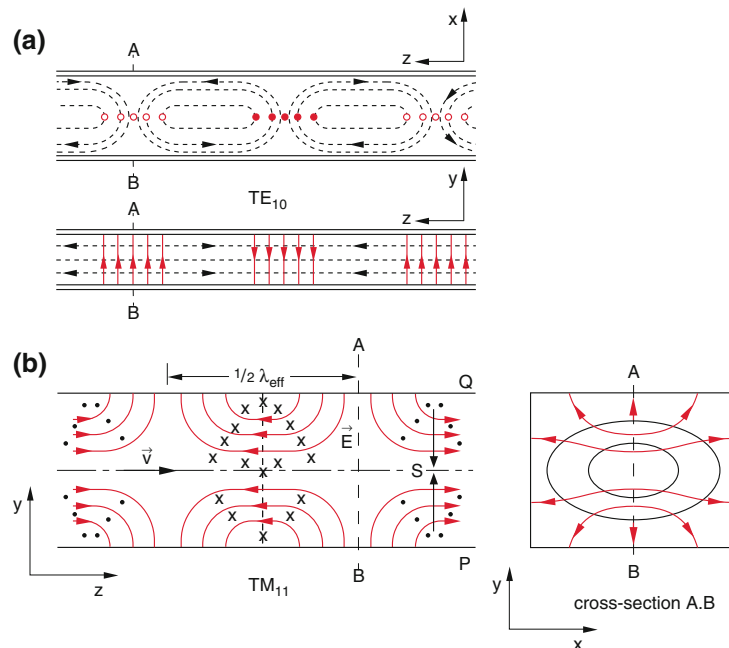 (a)
x
A
z
B
TE₁₀
y
A
z
B
(b)
A
1/2 λeff
Q
A
E⃗
v⃗
S
y
B
P
B
z
TM₁₁
y
cross-section A.B
x